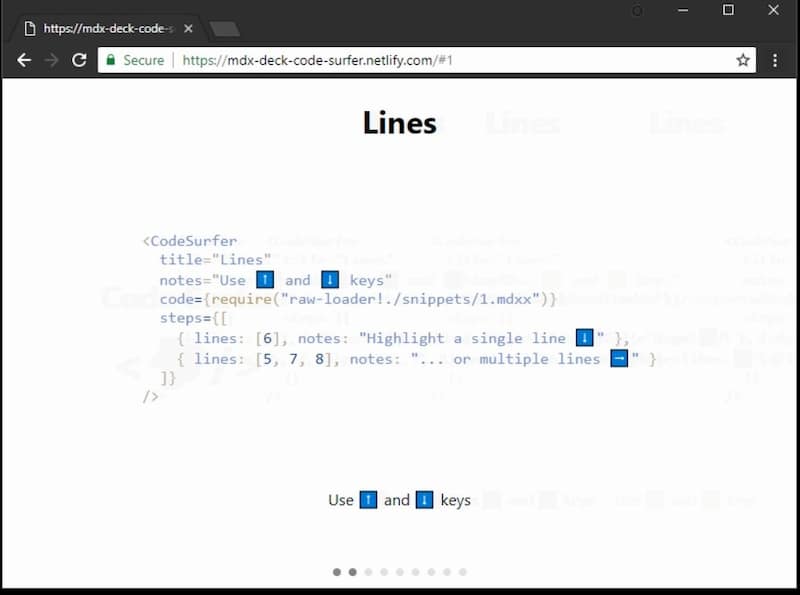 https://mdx-deck-code-s
Secure | https://mdx-deck-code-surfer.netlify.com/#1
Lines
<CodeSurfer
title="Lines"
notes="Use ⬆️ and ⬇️ keys"
code={require("raw-loader!./snippets/1.mdxx")}
steps={[
{ lines: [6], notes: "Highlight a single line ⬇️" },
{ lines: [5, 7, 8], notes: "... or multiple lines ➡️" }
]}
/>
Use ⬆️ and ⬇️ keys